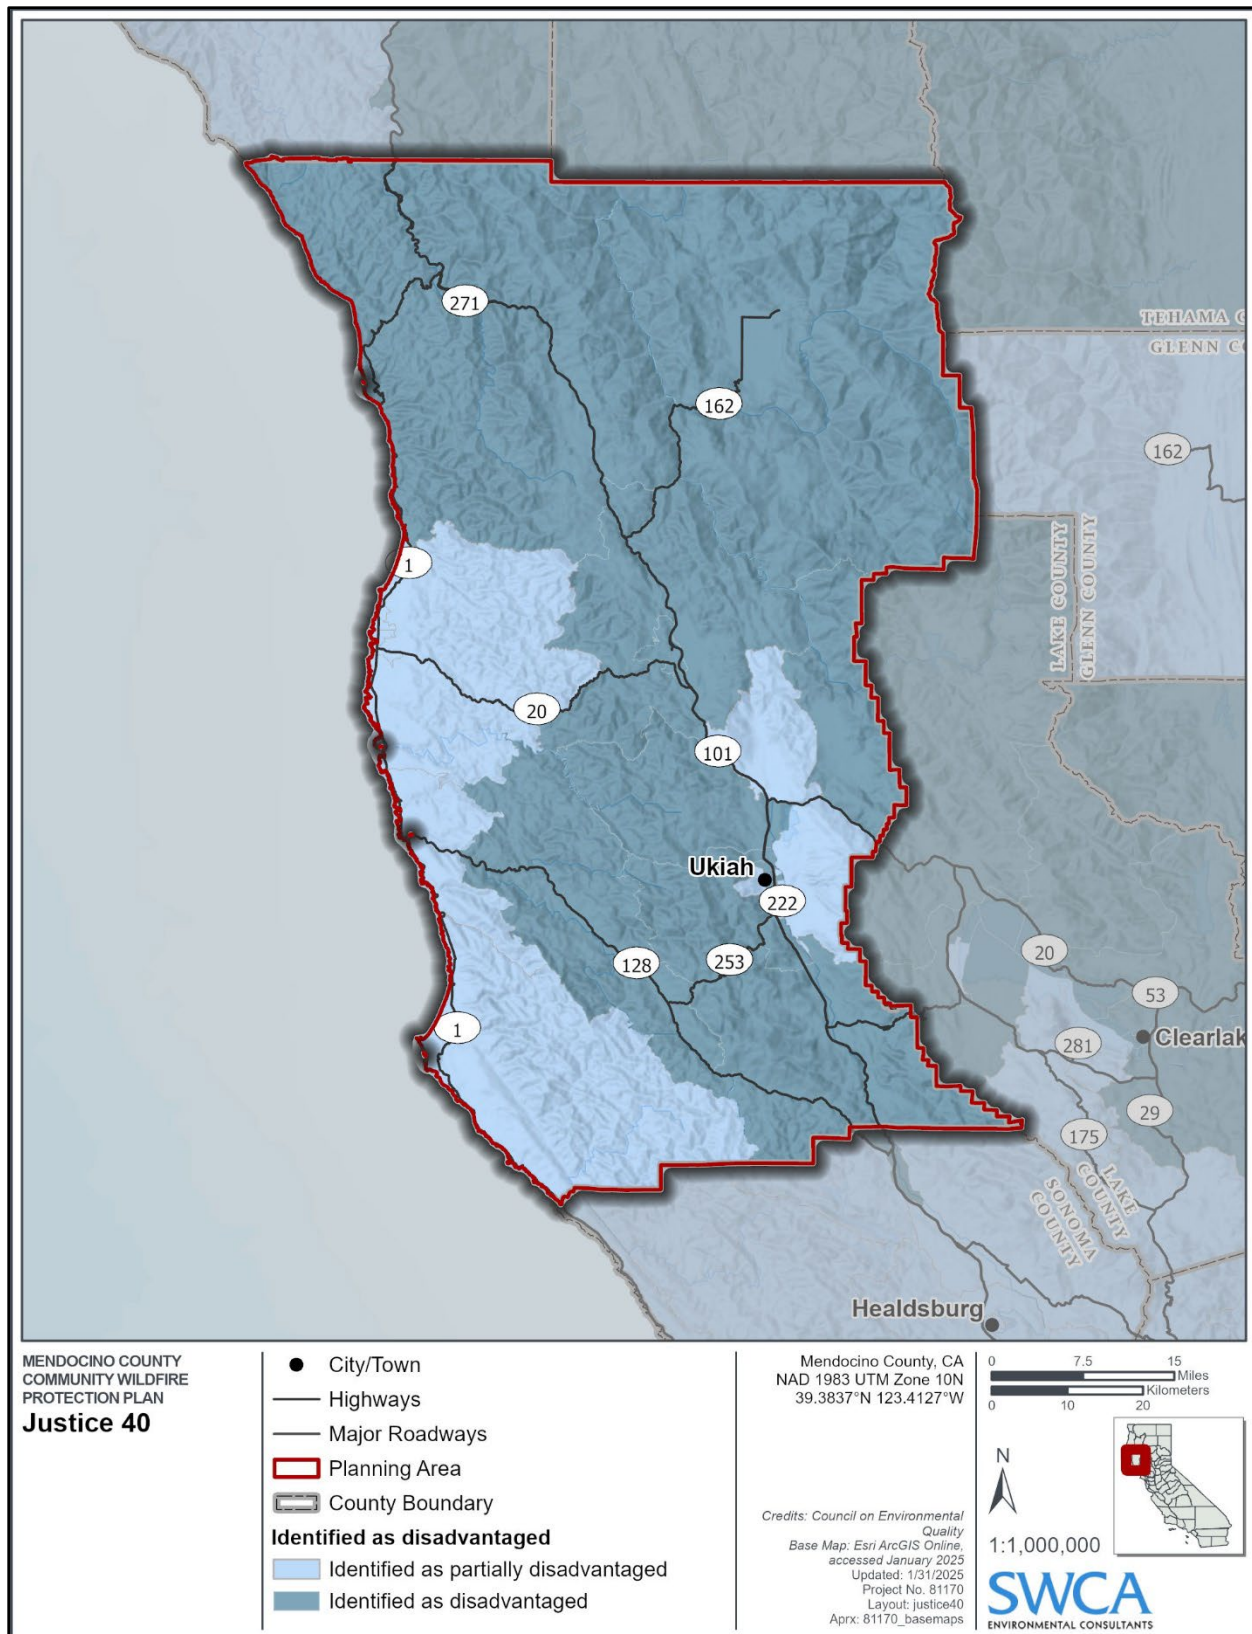 271
162
1
20
101
Ukiah
222
128
253
1
TEHAMA C
GLENN CO
162
LAKE COUNTY
GLENN COUNTY
20
53
281
Clearlak
29
175
LAKE
COUNTY
SONOMA
COUNTY
Healdsburg
MENDOCINO COUNTY
COMMUNITY WILDFIRE
PROTECTION PLAN
Justice 40
City/Town
Highways
Major Roadways
Planning Area
County Boundary
Identified as disadvantaged
Identified as partially disadvantaged
Identified as disadvantaged
Mendocino County, CA
NAD 1983 UTM Zone 10N
39.3837°N 123.4127°W
Credits: Council on Environmental
Quality
Base Map: Esri ArcGIS Online,
accessed January 2025
Updated: 1/31/2025
Project No. 81170
Layout: justice40
Aprx: 81170_basemaps
0 7.5 15
Miles
Kilometers
0 10 20
N
1:1,000,000
SWCA
ENVIRONMENTAL CONSULTANTS